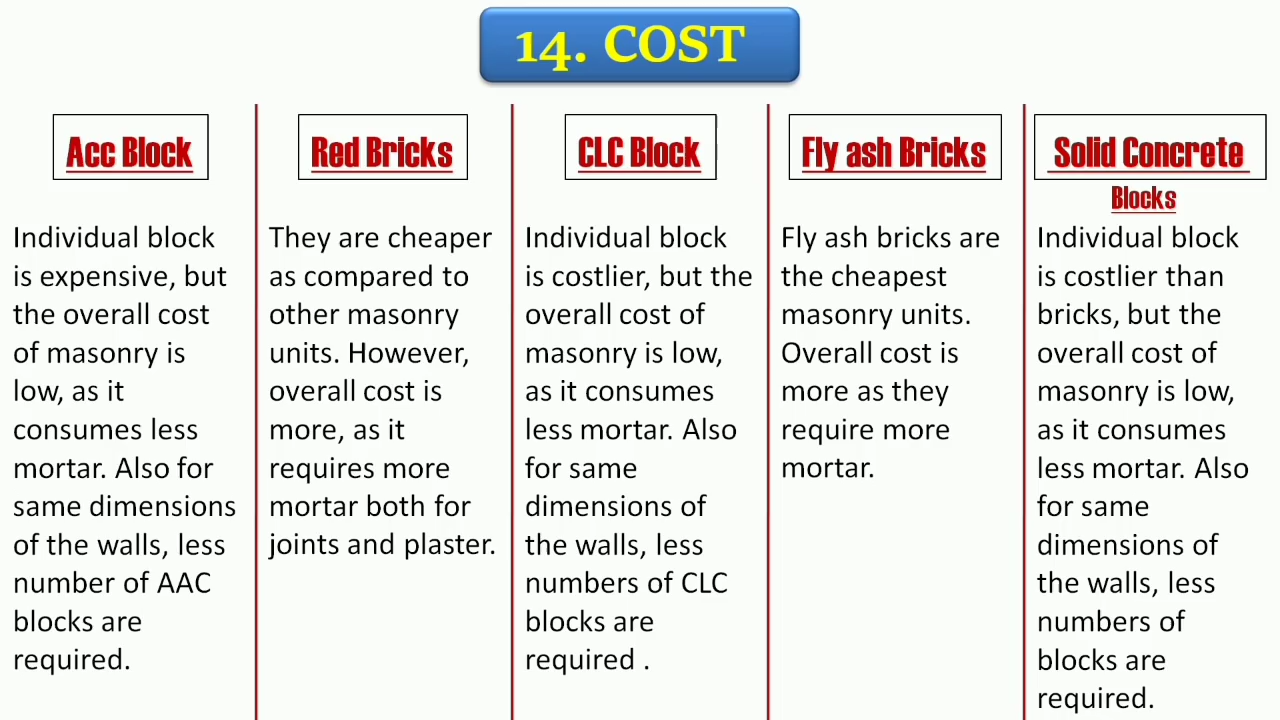 14. COST
Acc Block
Individual block
is expensive, but
the overall cost
of masonry is
low, as it
consumes less
mortar. Also for
same dimensions
of the walls, less
number of AAC
blocks are
required.
Red Bricks
They are cheaper
as compared to
other masonry
units. However,
overall cost is
more, as it
requires more
mortar both for
joints and plaster.
CLC Block
Individual block
is costlier, but the
overall cost of
masonry is low,
as it consumes
less mortar. Also
for same
dimensions of
the walls, less
numbers of CLC
blocks are
required .
Fly ash Bricks
Fly ash bricks are
the cheapest
masonry units.
Overall cost is
more as they
require more
mortar.
Solid Concrete
Blocks
Individual block
is costlier than
bricks, but the
overall cost of
masonry is low,
as it consumes
less mortar. Also
for same
dimensions of
the walls, less
numbers of
blocks are
required.